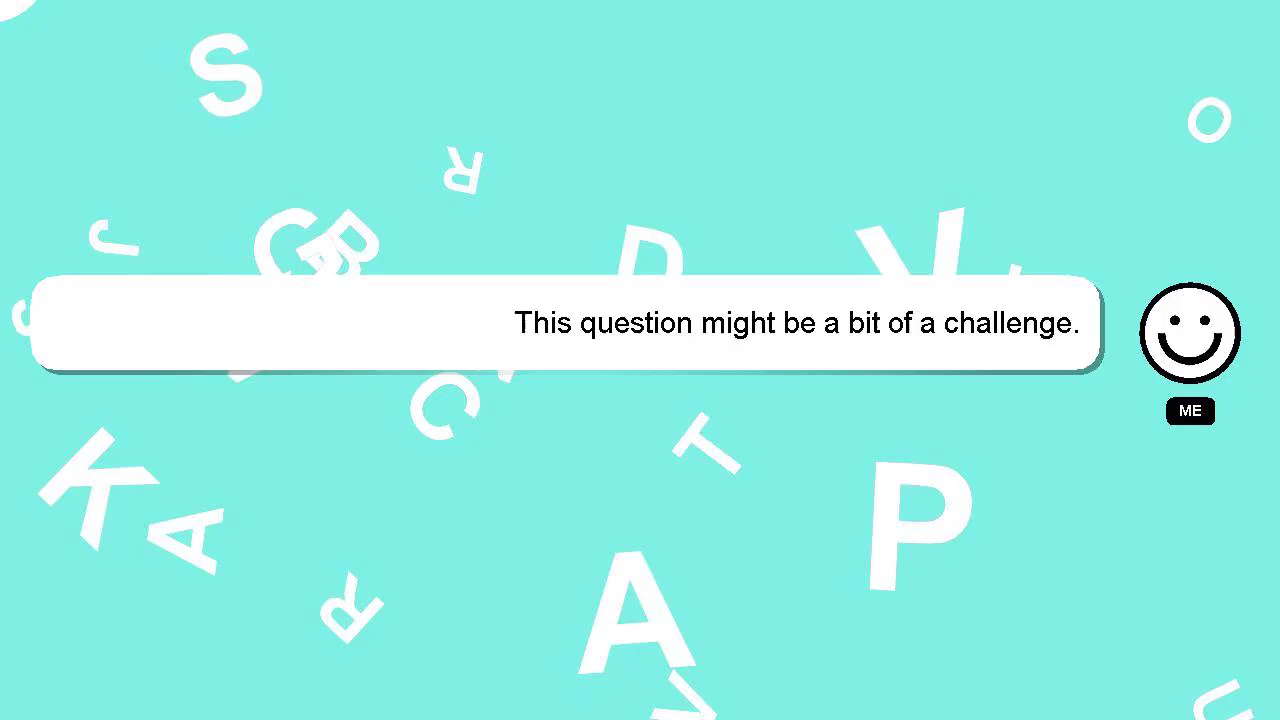 S
O
R
J
G
B
D
V
This question might be a bit of a challenge.
ME
C
T
K
P
A
R
A